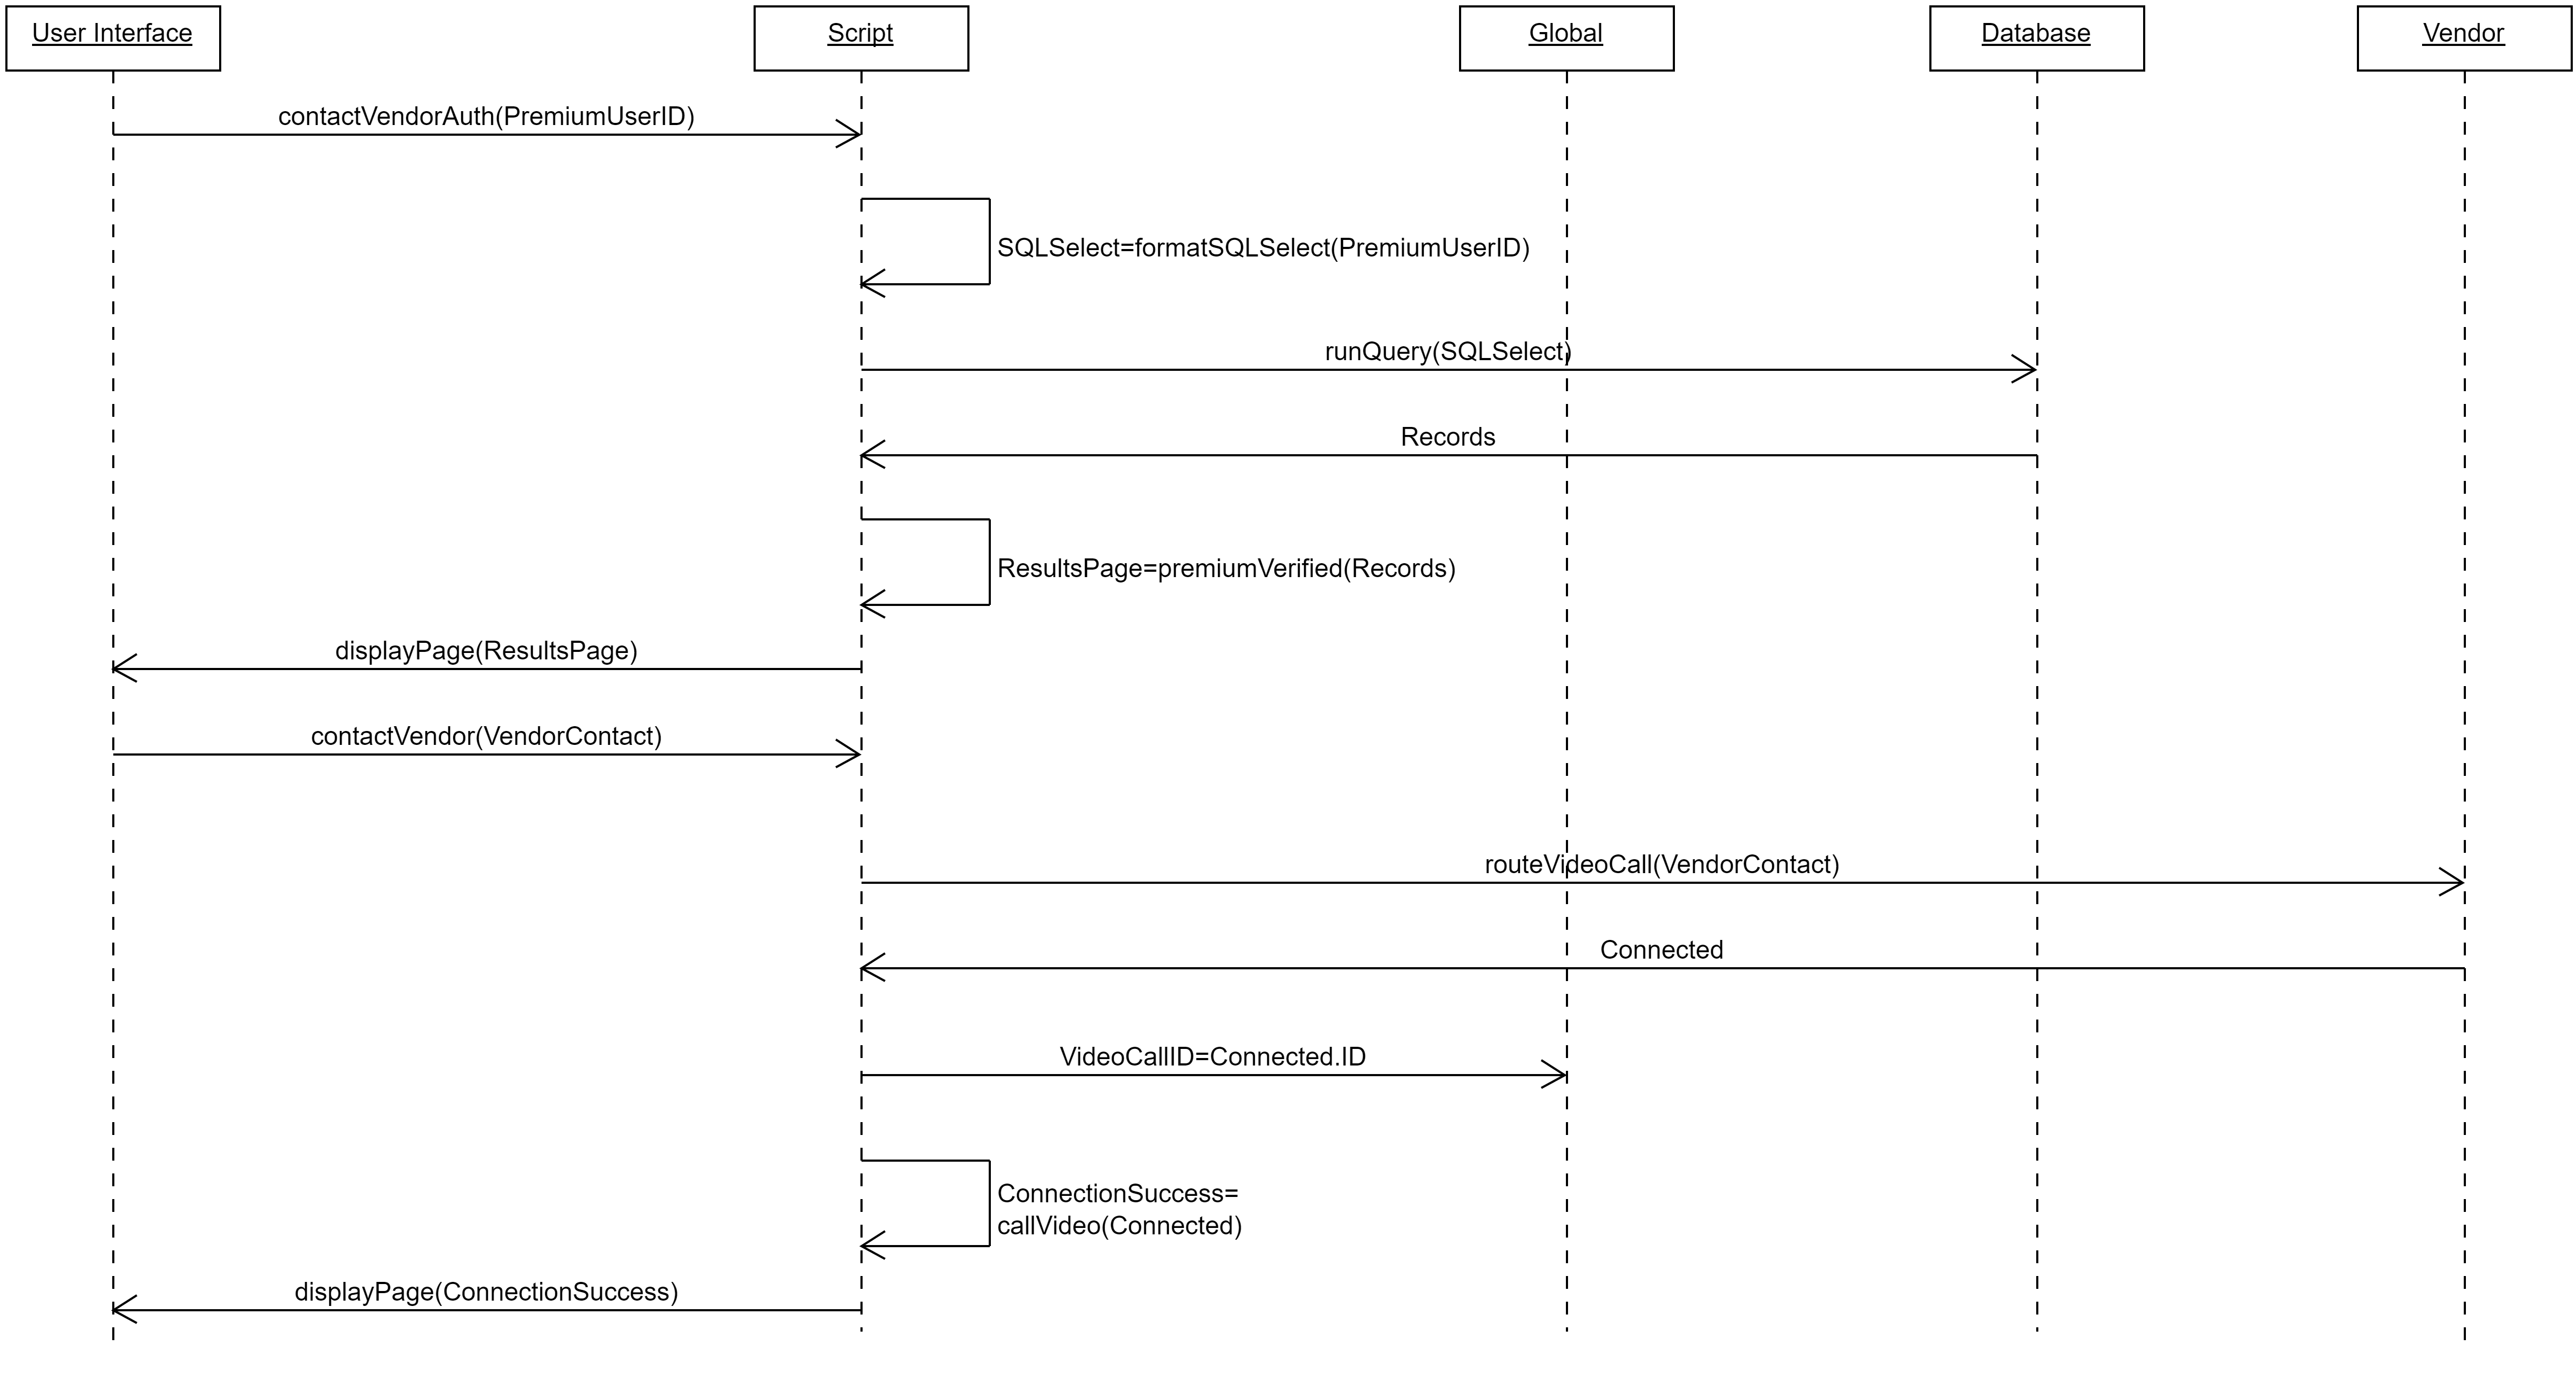 User Interface
Script
Global
Database
Vendor
contactVendorAuth(PremiumUserID)
SQLSelect=formatSQLSelect(PremiumUserID)
runQuery(SQLSelect)
Records
ResultsPage=premiumVerified(Records)
displayPage(ResultsPage)
contactVendor(VendorContact)
routeVideoCall(VendorContact)
Connected
VideoCallID=Connected.ID
ConnectionSuccess=
callVideo(Connected)
displayPage(ConnectionSuccess)